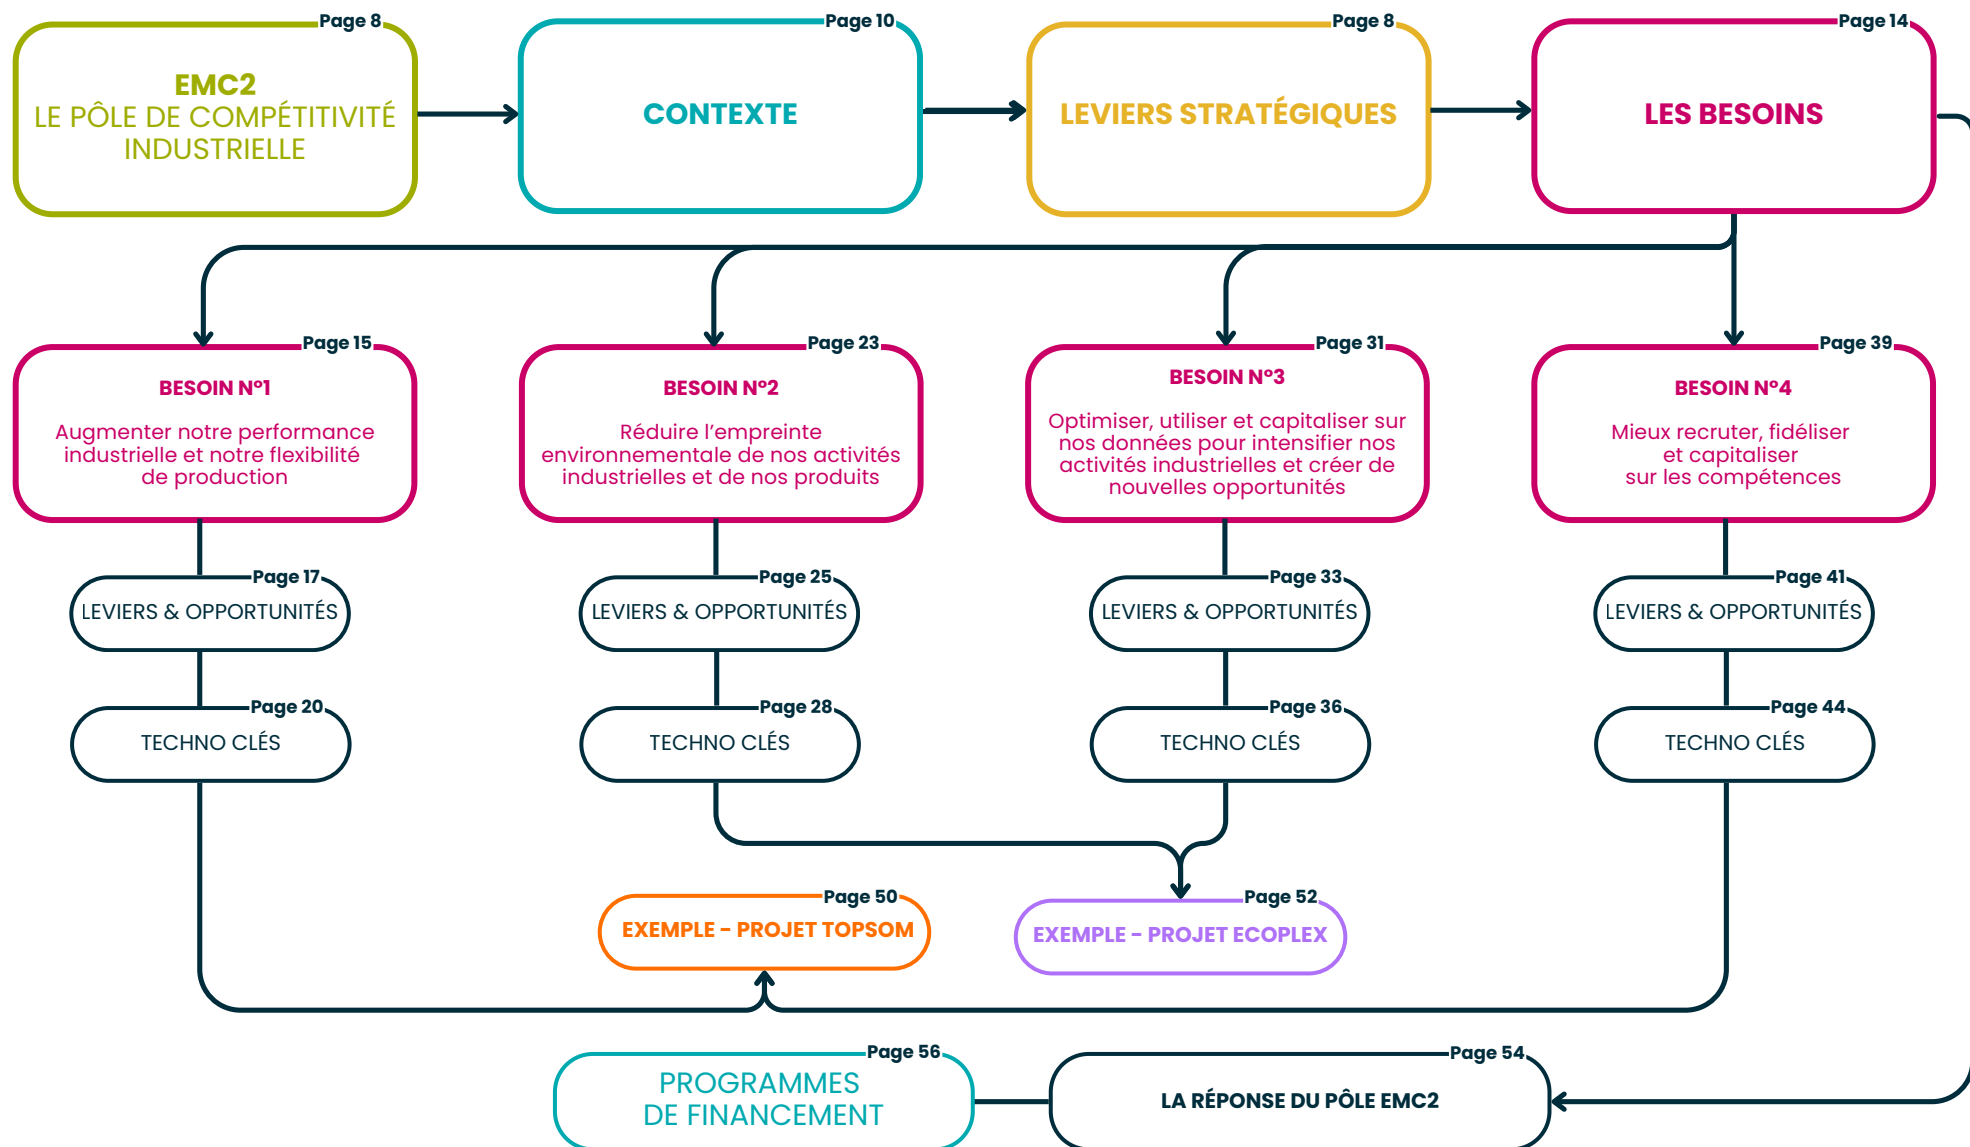 Page 8
EMC2
LE PÔLE DE COMPÉTITIVITÉ
INDUSTRIELLE
Page 10
CONTEXTE
Page 8
LEVIERS STRATÉGIQUES
Page 14
LES BESOINS
Page 15
BESOIN N°1
Augmenter notre performance
industrielle et notre flexibilité
de production
Page 23
BESOIN N°2
Réduire l’empreinte
environnementale de nos activités
industrielles et de nos produits
Page 31
BESOIN N°3
Optimiser, utiliser et capitaliser sur
nos données pour intensifier nos
activités industrielles et créer de
nouvelles opportunités
Page 39
BESOIN N°4
Mieux recruter, fidéliser
et capitaliser
sur les compétences
Page 17
LEVIERS & OPPORTUNITÉS
Page 25
LEVIERS & OPPORTUNITÉS
Page 33
LEVIERS & OPPORTUNITÉS
Page 41
LEVIERS & OPPORTUNITÉS
Page 20
TECHNO CLÉS
Page 28
TECHNO CLÉS
Page 36
TECHNO CLÉS
Page 44
TECHNO CLÉS
Page 50
EXEMPLE - PROJET TOPSOM
Page 52
EXEMPLE - PROJET ECOPLEX
Page 56
PROGRAMMES
DE FINANCEMENT
Page 54
LA RÉPONSE DU PÔLE EMC2